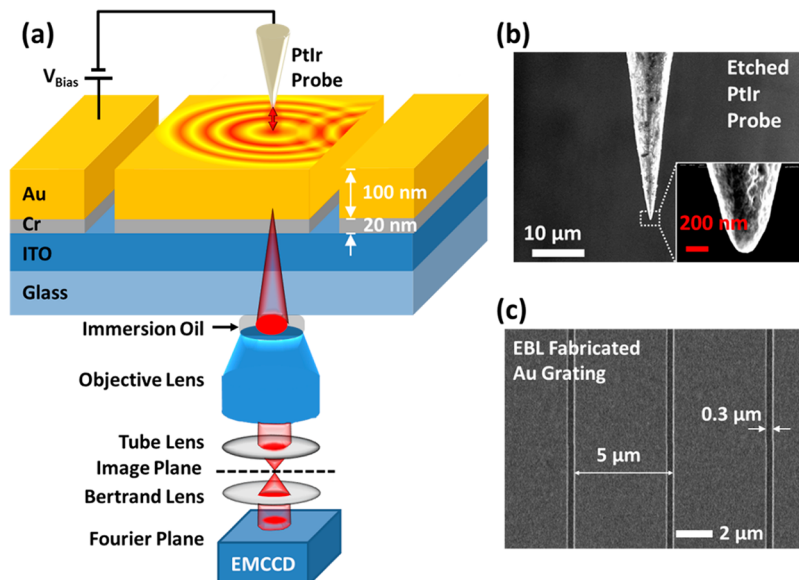 (a)
V_Bias
PtIr
Probe
Au
Cr
ITO
Glass
100 nm
20 nm
Immersion Oil
Objective Lens
Tube Lens
Image Plane
Bertrand Lens
Fourier Plane
EMCCD
(b)
Etched
PtIr
Probe
10 μm
200 nm
(c)
EBL Fabricated
Au Grating
0.3 μm
5 μm
2 μm